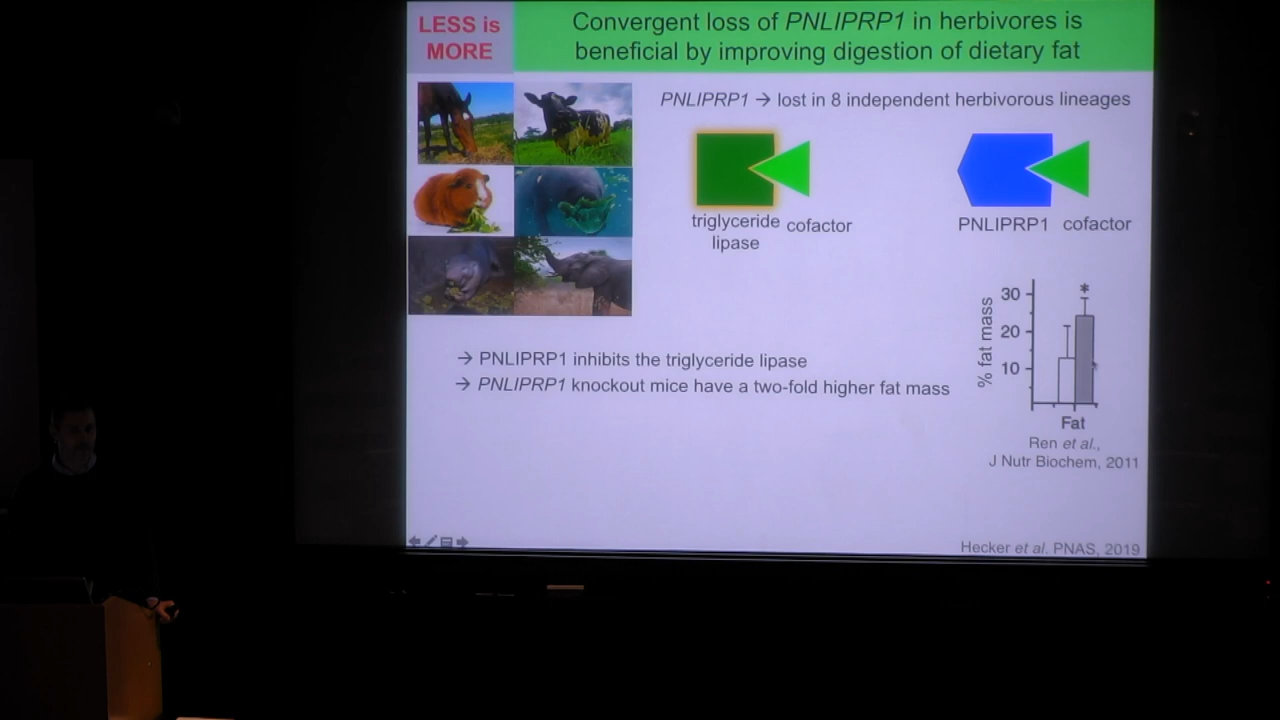 LESS is
MORE
Convergent loss of PNLIPRP1 in herbivores is
beneficial by improving digestion of dietary fat
PNLIPRP1 → lost in 8 independent herbivorous lineages
triglyceride
lipase
cofactor
PNLIPRP1
cofactor
→ PNLIPRP1 inhibits the triglyceride lipase
→ PNLIPRP1 knockout mice have a two-fold higher fat mass
% fat mass
30
20
10
*
Fat
Ren et al.,
J Nutr Biochem, 2011
Hecker et al. PNAS, 2019